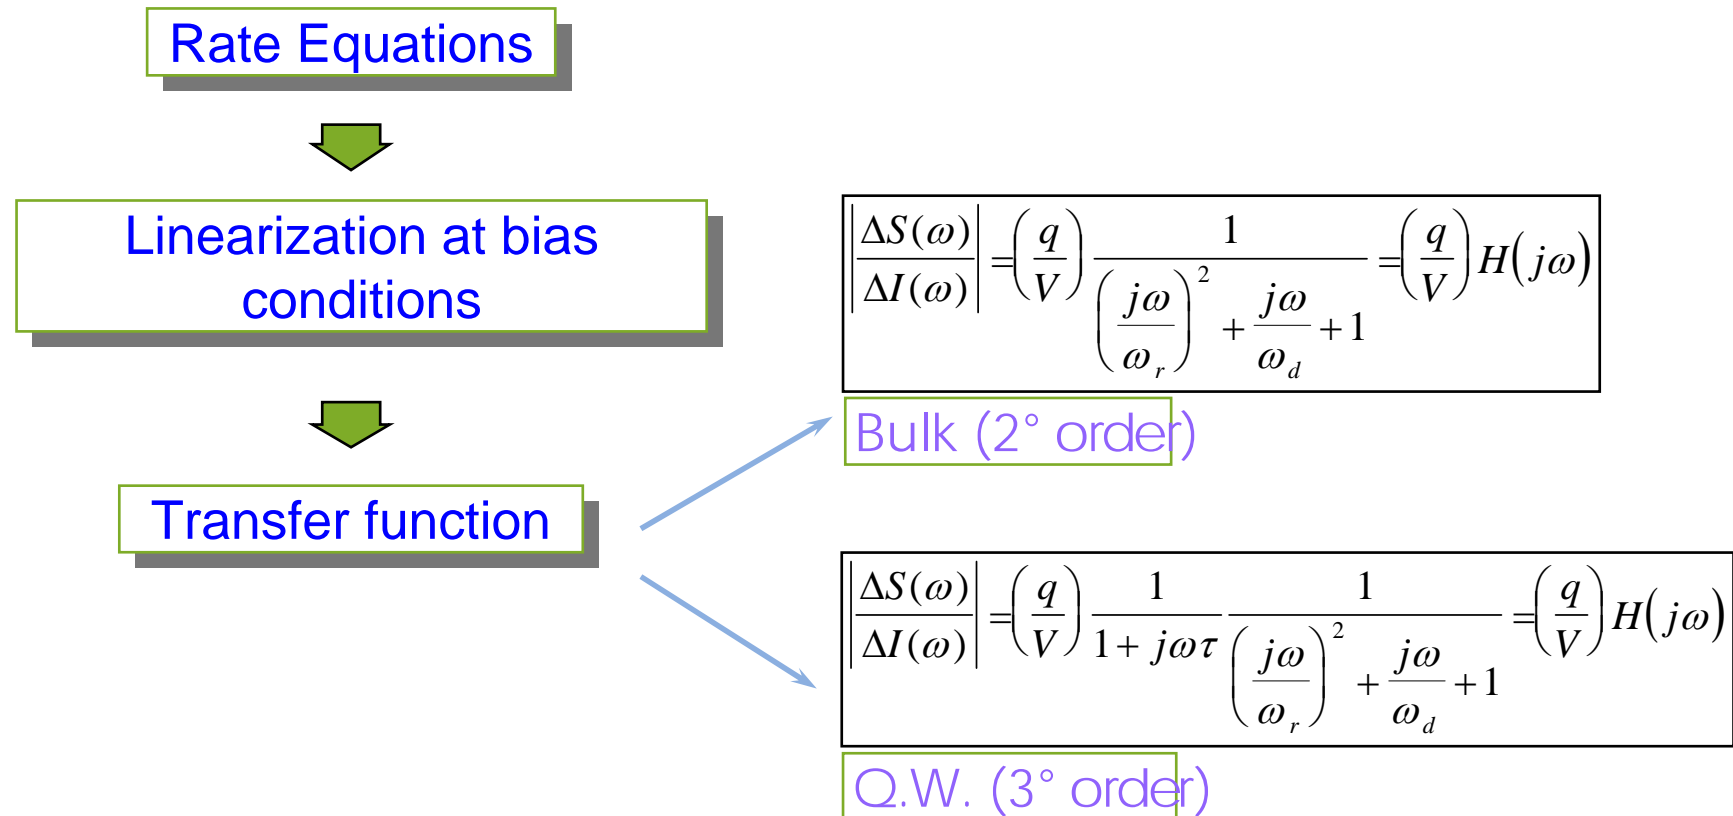 Rate Equations
Linearization at bias
conditions
Transfer function
|ΔS(ω)/ΔI(ω)| = (q/V) 1/((jω/ω_r)^2 + jω/ω_d + 1) = (q/V) H(jω)
Bulk (2° order)
|ΔS(ω)/ΔI(ω)| = (q/V) 1/(1 + jωτ) 1/((jω/ω_r)^2 + jω/ω_d + 1) = (q/V) H(jω)
Q.W. (3° order)